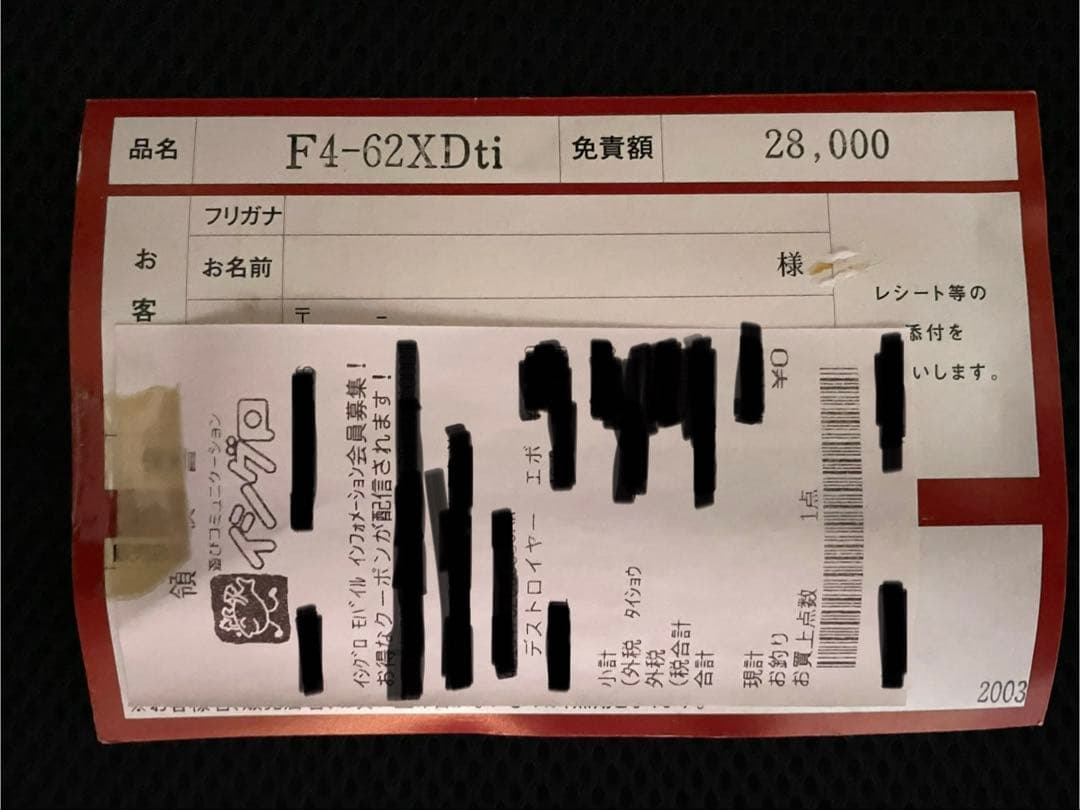 品名 F4-62XDti 免責額 28,000
フリガナ
お客
お名前 様
〒 -
レシート等の
添付を
いします。
領
遊びコミュニケーション
イシグロ
イシグロ モバイル インフォメーション会員募集!
お得なクーポンが配信されます!
デストロイヤー エボ
小計
(外税 タイショウ
外税
(税合計
合計
現計
お釣り ¥0
お買上点数 1点
2003